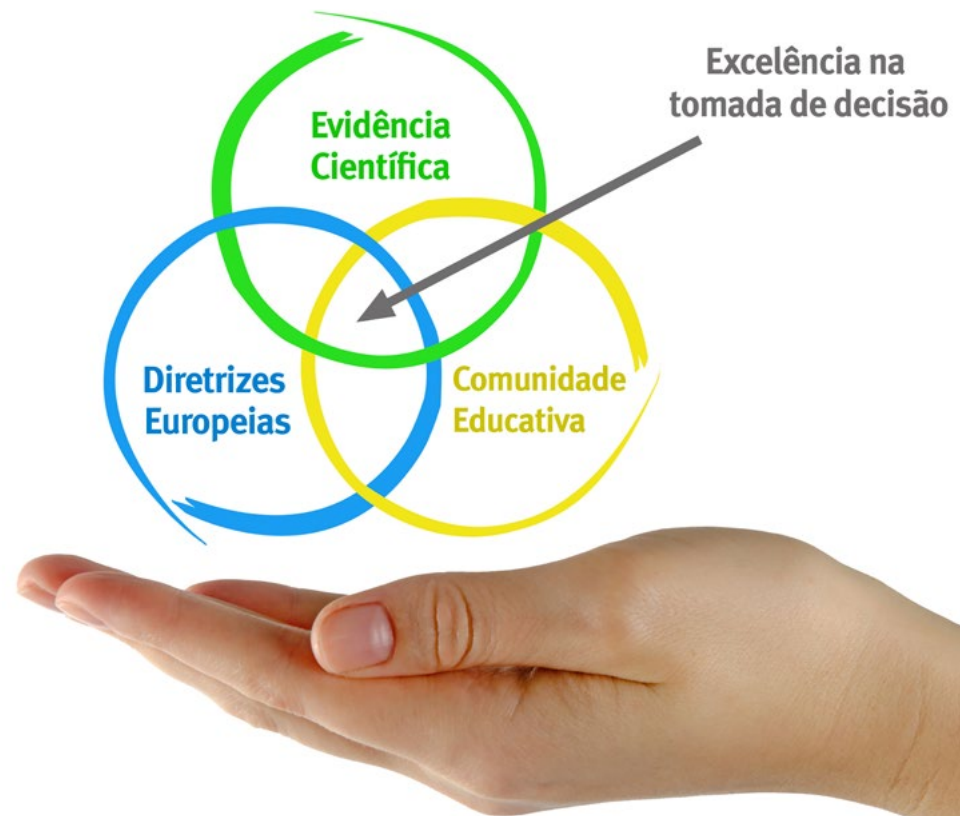 Excelência na
tomada de decisão
Evidência
Científica
Diretrizes
Europeias
Comunidade
Educativa